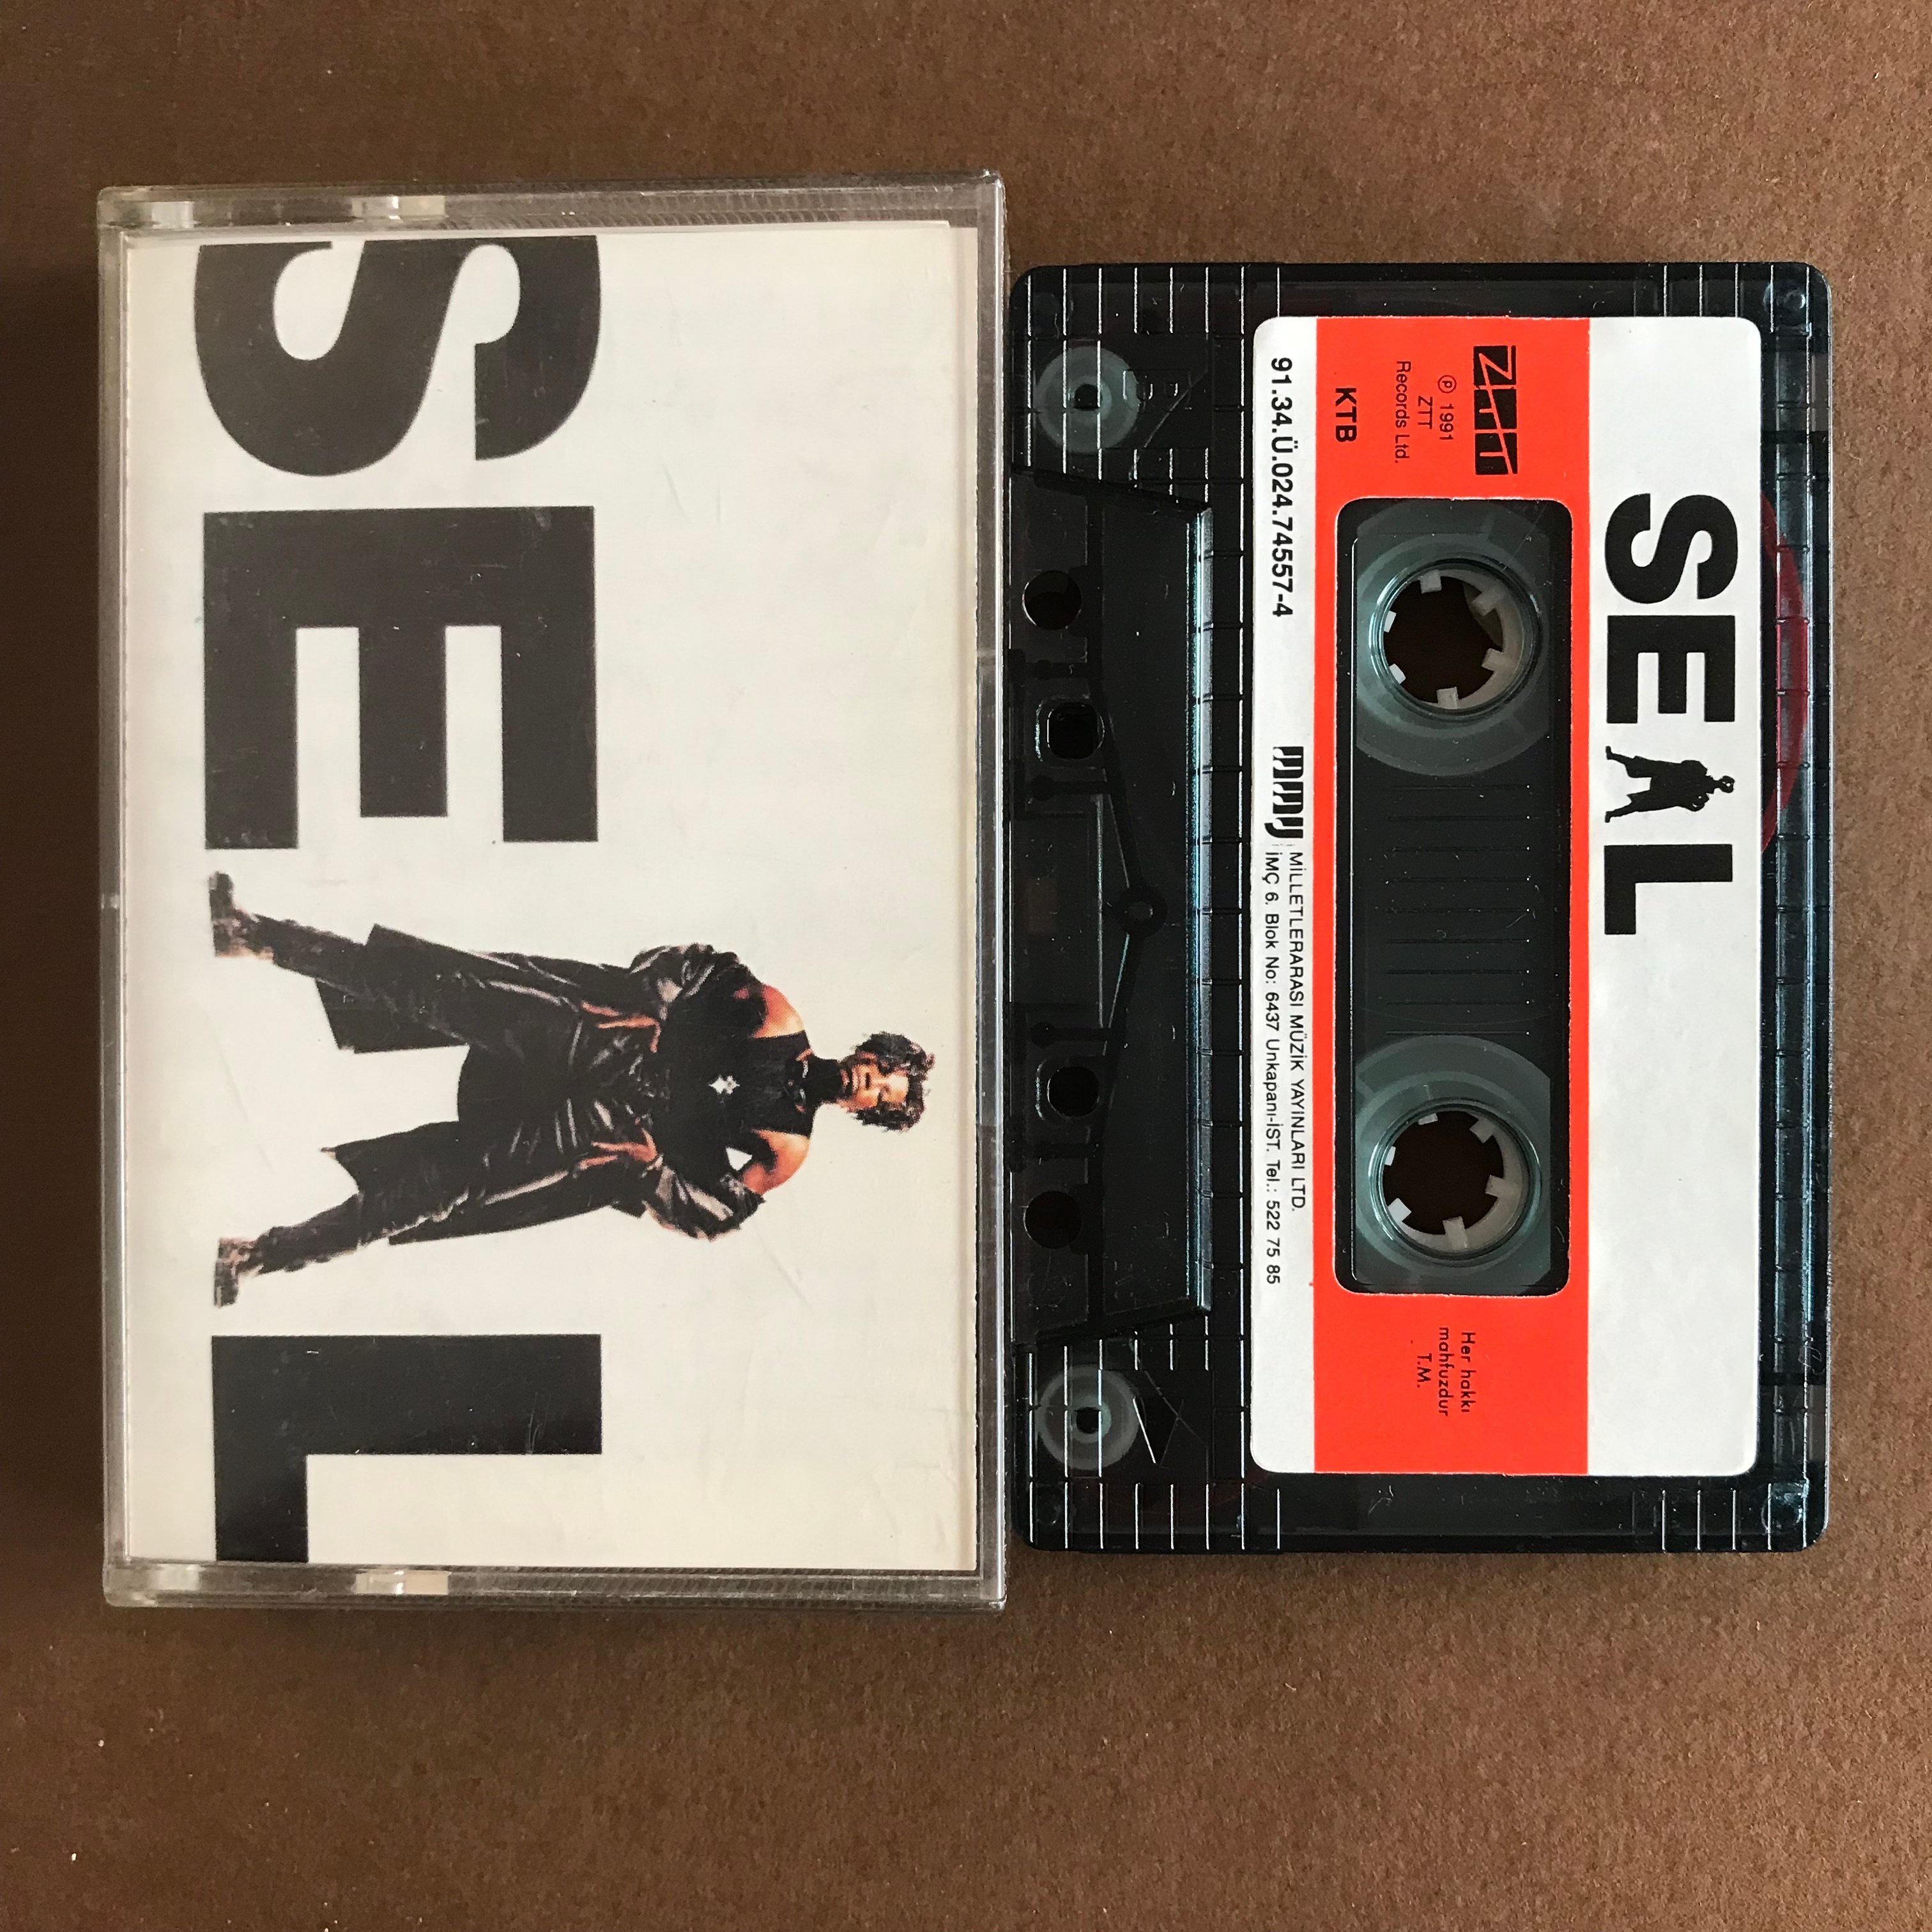 SEAL
SEAL
ZTT
℗ 1991
ZTT
Records Ltd.
KTB
Her hakkı
mahfuzdur
T.M.
91.34.Ü.024.74557-4
mmy
MİLLETLERARASI MÜZİK YAYINLARI LTD.
İMÇ 6. Blok No: 6437 Unkapanı-İST. Tel.: 522 75 85